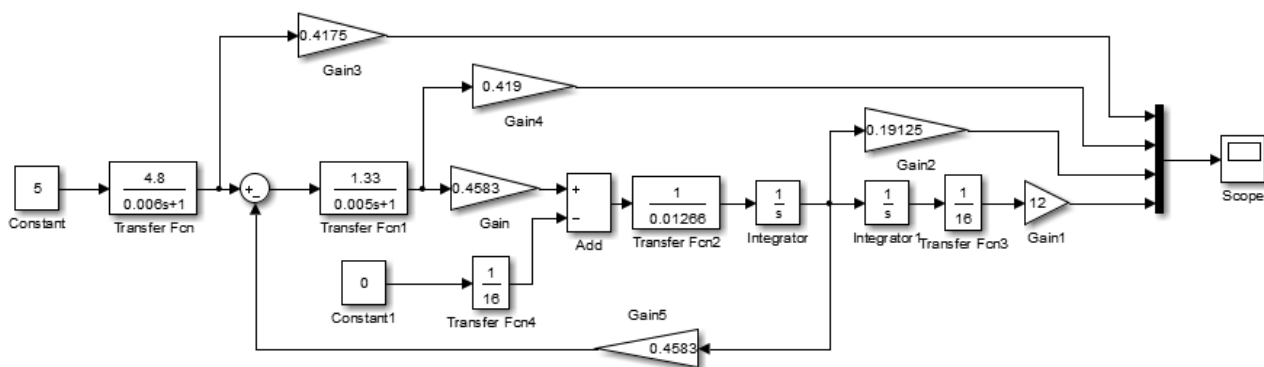 0.4175
Gain3
0.419
Gain4
0.19125
Gain2
5
Constant
4.8
0.006s+1
Transfer Fcn
+
−
1.33
0.005s+1
Transfer Fcn1
0.4583
Gain
+
−
Add
1
0.01266
Transfer Fcn2
1
s
Integrator
1
s
Integrator1
1
16
Transfer Fcn3
12
Gain1
Scope
0
Constant1
1
16
Transfer Fcn4
Gain5
0.4583